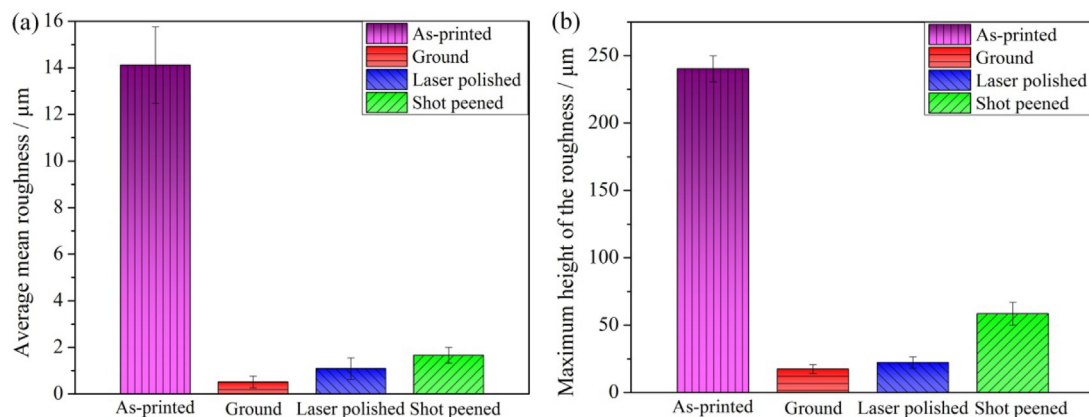 (a)
16
14
12
10
8
6
4
2
0
Average mean roughness / μm
As-printed
Ground
Laser polished
Shot peened
As-printed
Ground
Laser polished
Shot peened
(b)
250
200
150
100
50
0
Maximum height of the roughness / μm
As-printed
Ground
Laser polished
Shot peened
As-printed
Ground
Laser polished
Shot peened